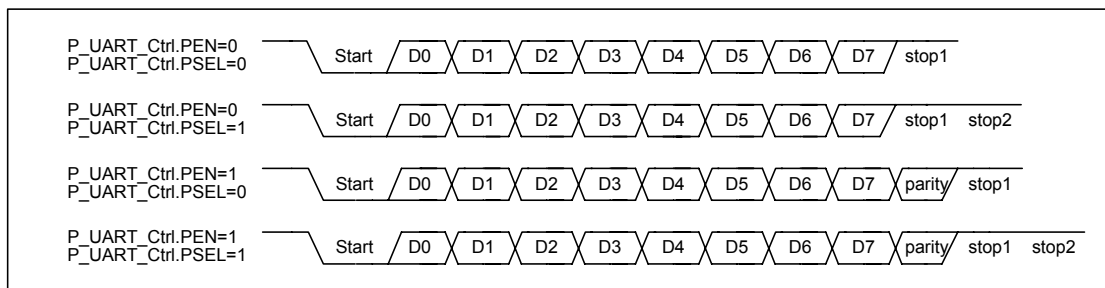 P_UART_Ctrl.PEN=0
P_UART_Ctrl.PSEL=0
Start D0 D1 D2 D3 D4 D5 D6 D7 stop1
P_UART_Ctrl.PEN=0
P_UART_Ctrl.PSEL=1
Start D0 D1 D2 D3 D4 D5 D6 D7 stop1 stop2
P_UART_Ctrl.PEN=1
P_UART_Ctrl.PSEL=0
Start D0 D1 D2 D3 D4 D5 D6 D7 parity stop1
P_UART_Ctrl.PEN=1
P_UART_Ctrl.PSEL=1
Start D0 D1 D2 D3 D4 D5 D6 D7 parity stop1 stop2